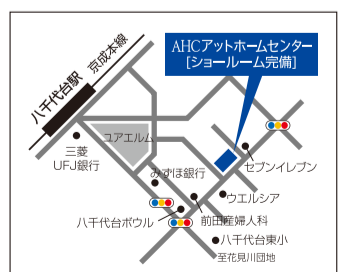 京成本線
八千代台駅
AHCアットホームセンター
[ショールーム完備]
ユアエルム
三菱
UFJ銀行
みずほ銀行
セブンイレブン
ウエルシア
八千代台ボウル
前田産婦人科
八千代台東小
至花見川団地